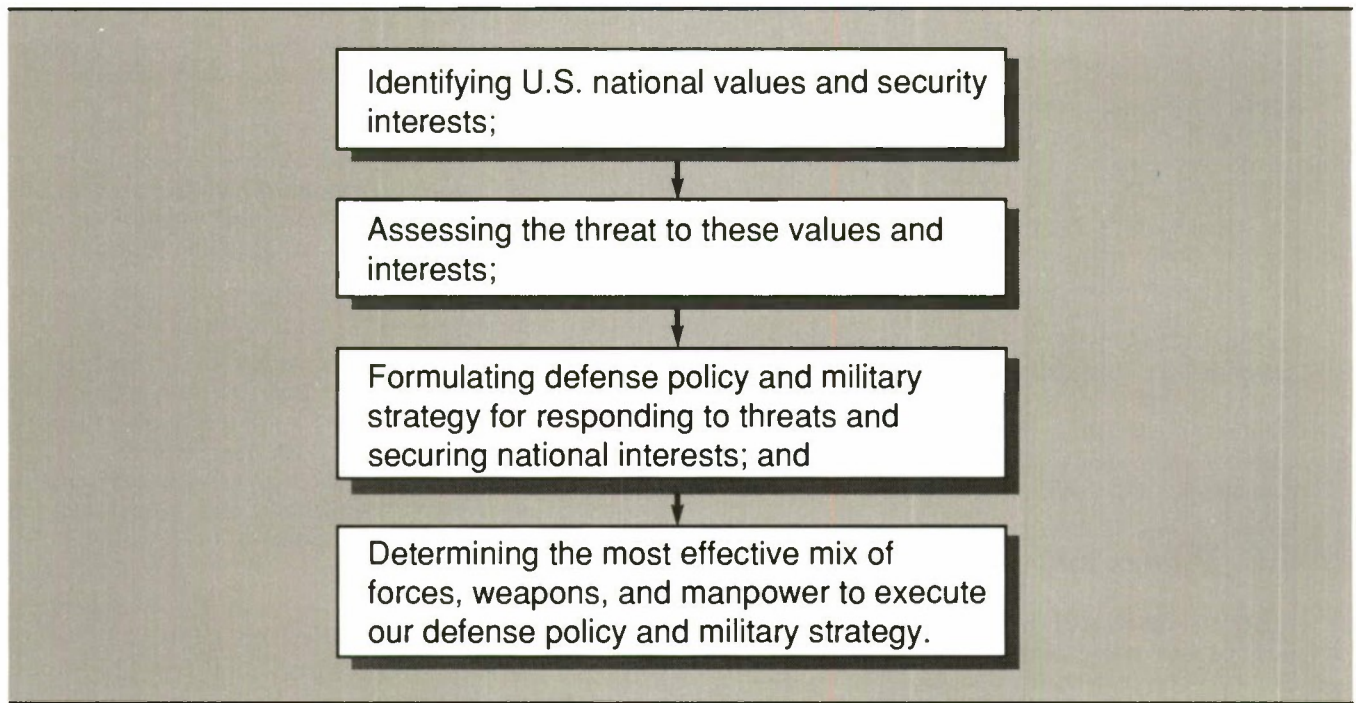 Identifying U.S. national values and security
interests;
Assessing the threat to these values and
interests;
Formulating defense policy and military
strategy for responding to threats and
securing national interests; and
Determining the most effective mix of
forces, weapons, and manpower to execute
our defense policy and military strategy.